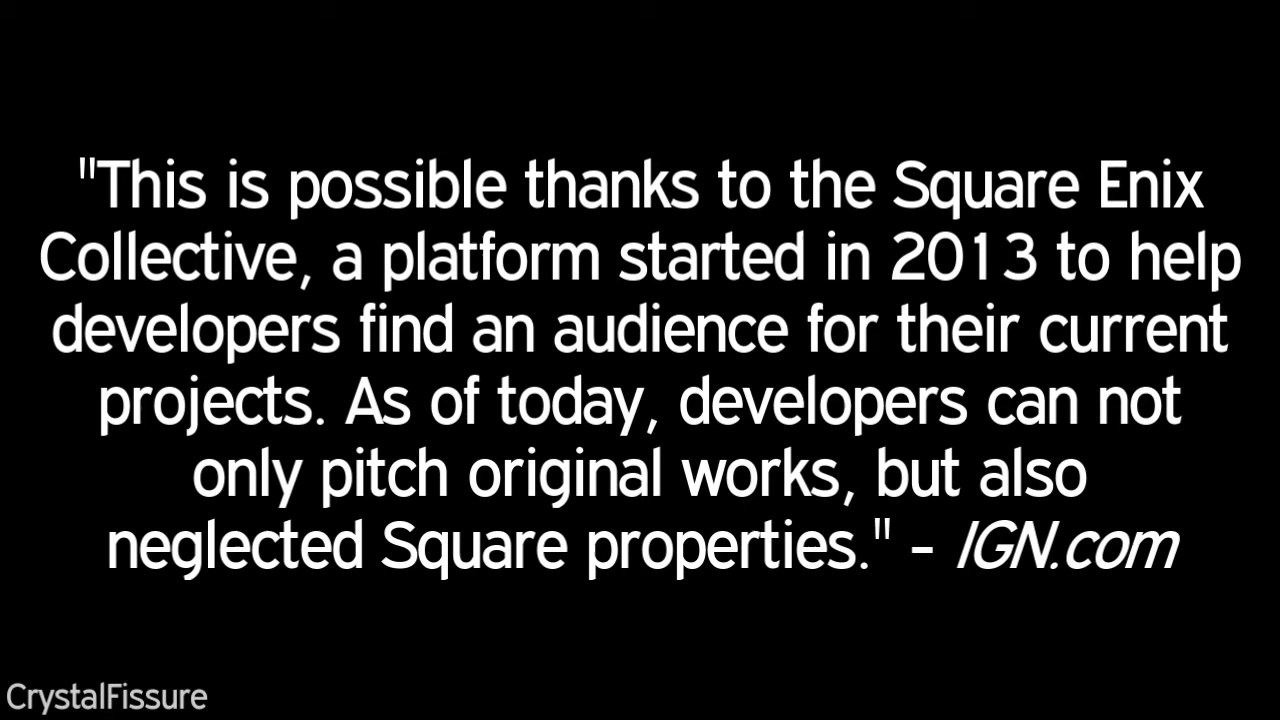 "This is possible thanks to the Square Enix
Collective, a platform started in 2013 to help
developers find an audience for their current
projects. As of today, developers can not
only pitch original works, but also
neglected Square properties." - IGN.com
CrystalFissure